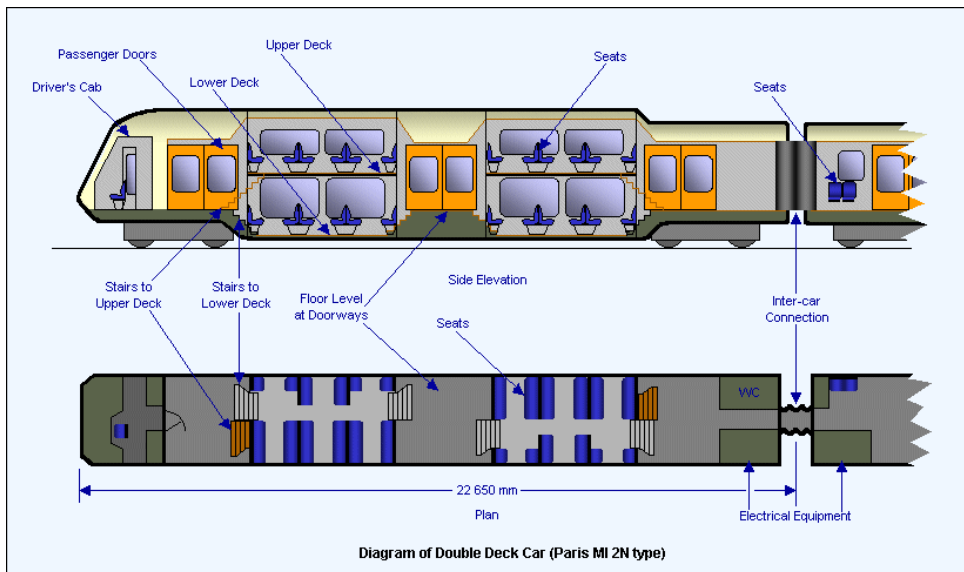 Upper Deck
Passenger Doors
Seats
Lower Deck
Driver's Cab
Seats
Side Elevation
Stairs to
Upper Deck
Stairs to
Lower Deck
Floor Level
at Doorways
Inter-car
Connection
Seats
WC
22 650 mm
Plan
Electrical Equipment
Diagram of Double Deck Car (Paris MI 2N type)